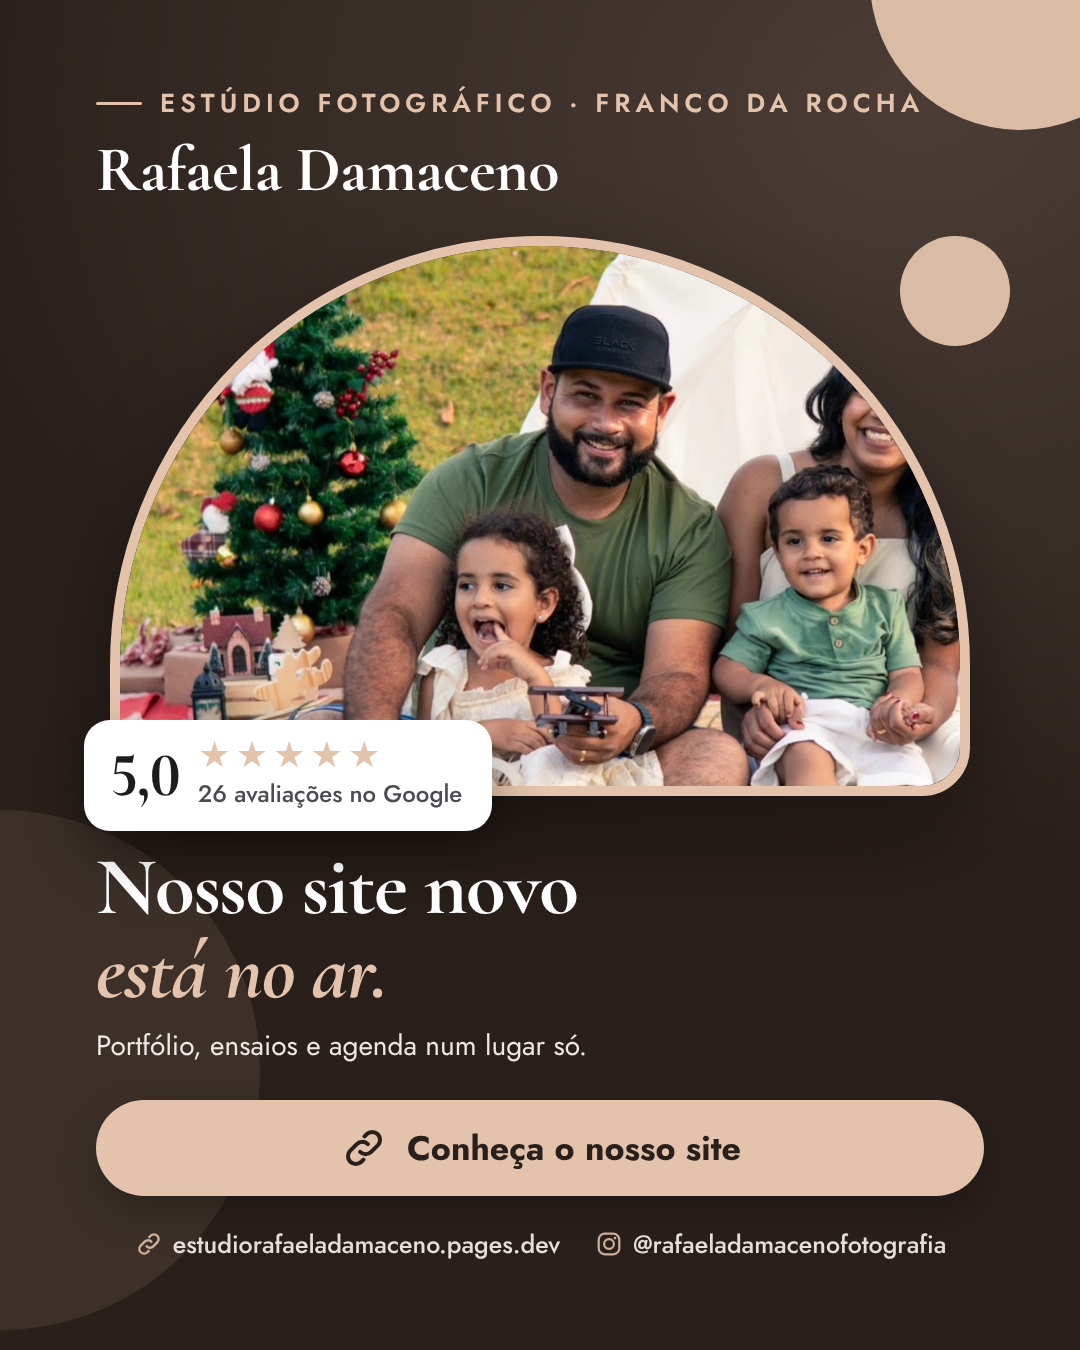 ESTÚDIO FOTOGRÁFICO · FRANCO DA ROCHA
Rafaela Damaceno
BLACK
5,0
26 avaliações no Google
Nosso site novo
está no ar.
Portfólio, ensaios e agenda num lugar só.
Conheça o nosso site
estudiorafaeladamaceno.pages.dev @rafaeladamacenofotografia